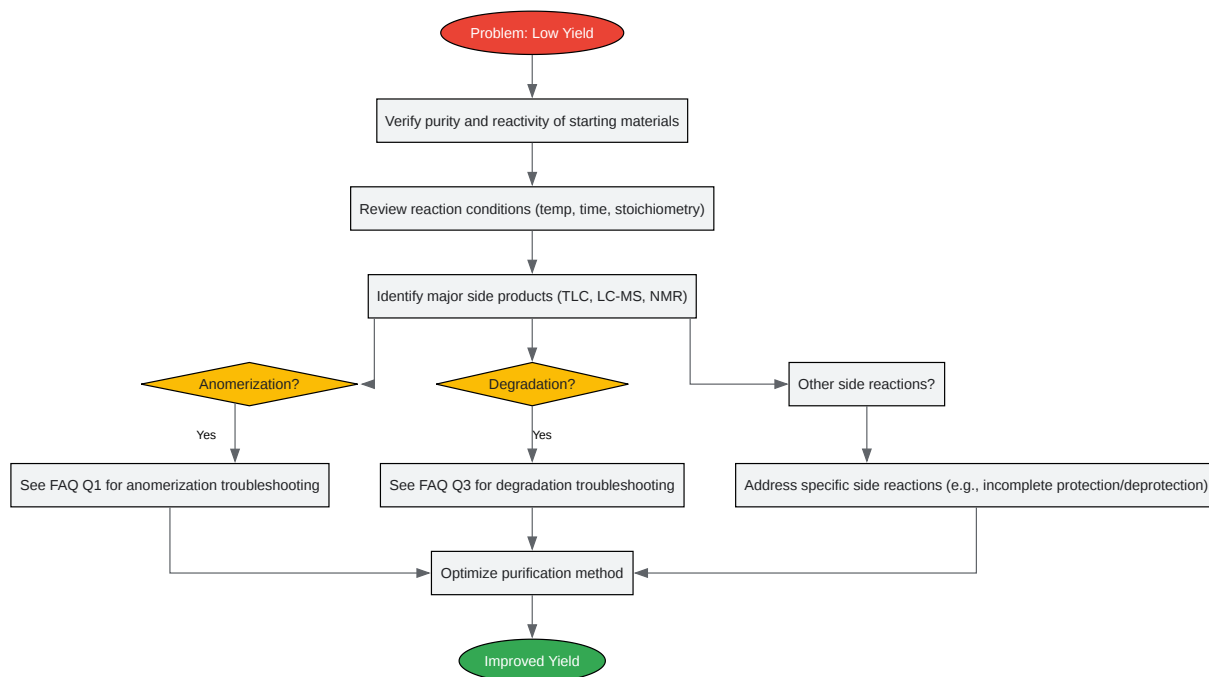 Problem: Low Yield
Verify purity and reactivity of starting materials
Review reaction conditions (temp, time, stoichiometry)
Identify major side products (TLC, LC-MS, NMR)
Anomerization?
Degradation?
Other side reactions?
Yes
Yes
See FAQ Q1 for anomerization troubleshooting
See FAQ Q3 for degradation troubleshooting
Address specific side reactions (e.g., incomplete protection/deprotection)
Optimize purification method
Improved Yield